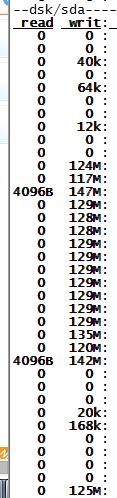 --dsk/sda--
read writ:
0 0 :
0 0 :
0 40k:
0 0 :
0 64k:
0 0 :
0 0 :
0 12k:
0 0 :
0 0 :
0 124M:
0 117M:
4096B 147M:
0 129M:
0 128M:
0 128M:
0 129M:
0 129M:
0 129M:
0 129M:
0 129M:
0 129M:
0 135M:
0 120M:
4096B 142M:
0 0 :
0 0 :
0 0 :
0 20k:
0 168k:
0 0 :
0 0 :
0 0 :
0 0 :
0 125M: